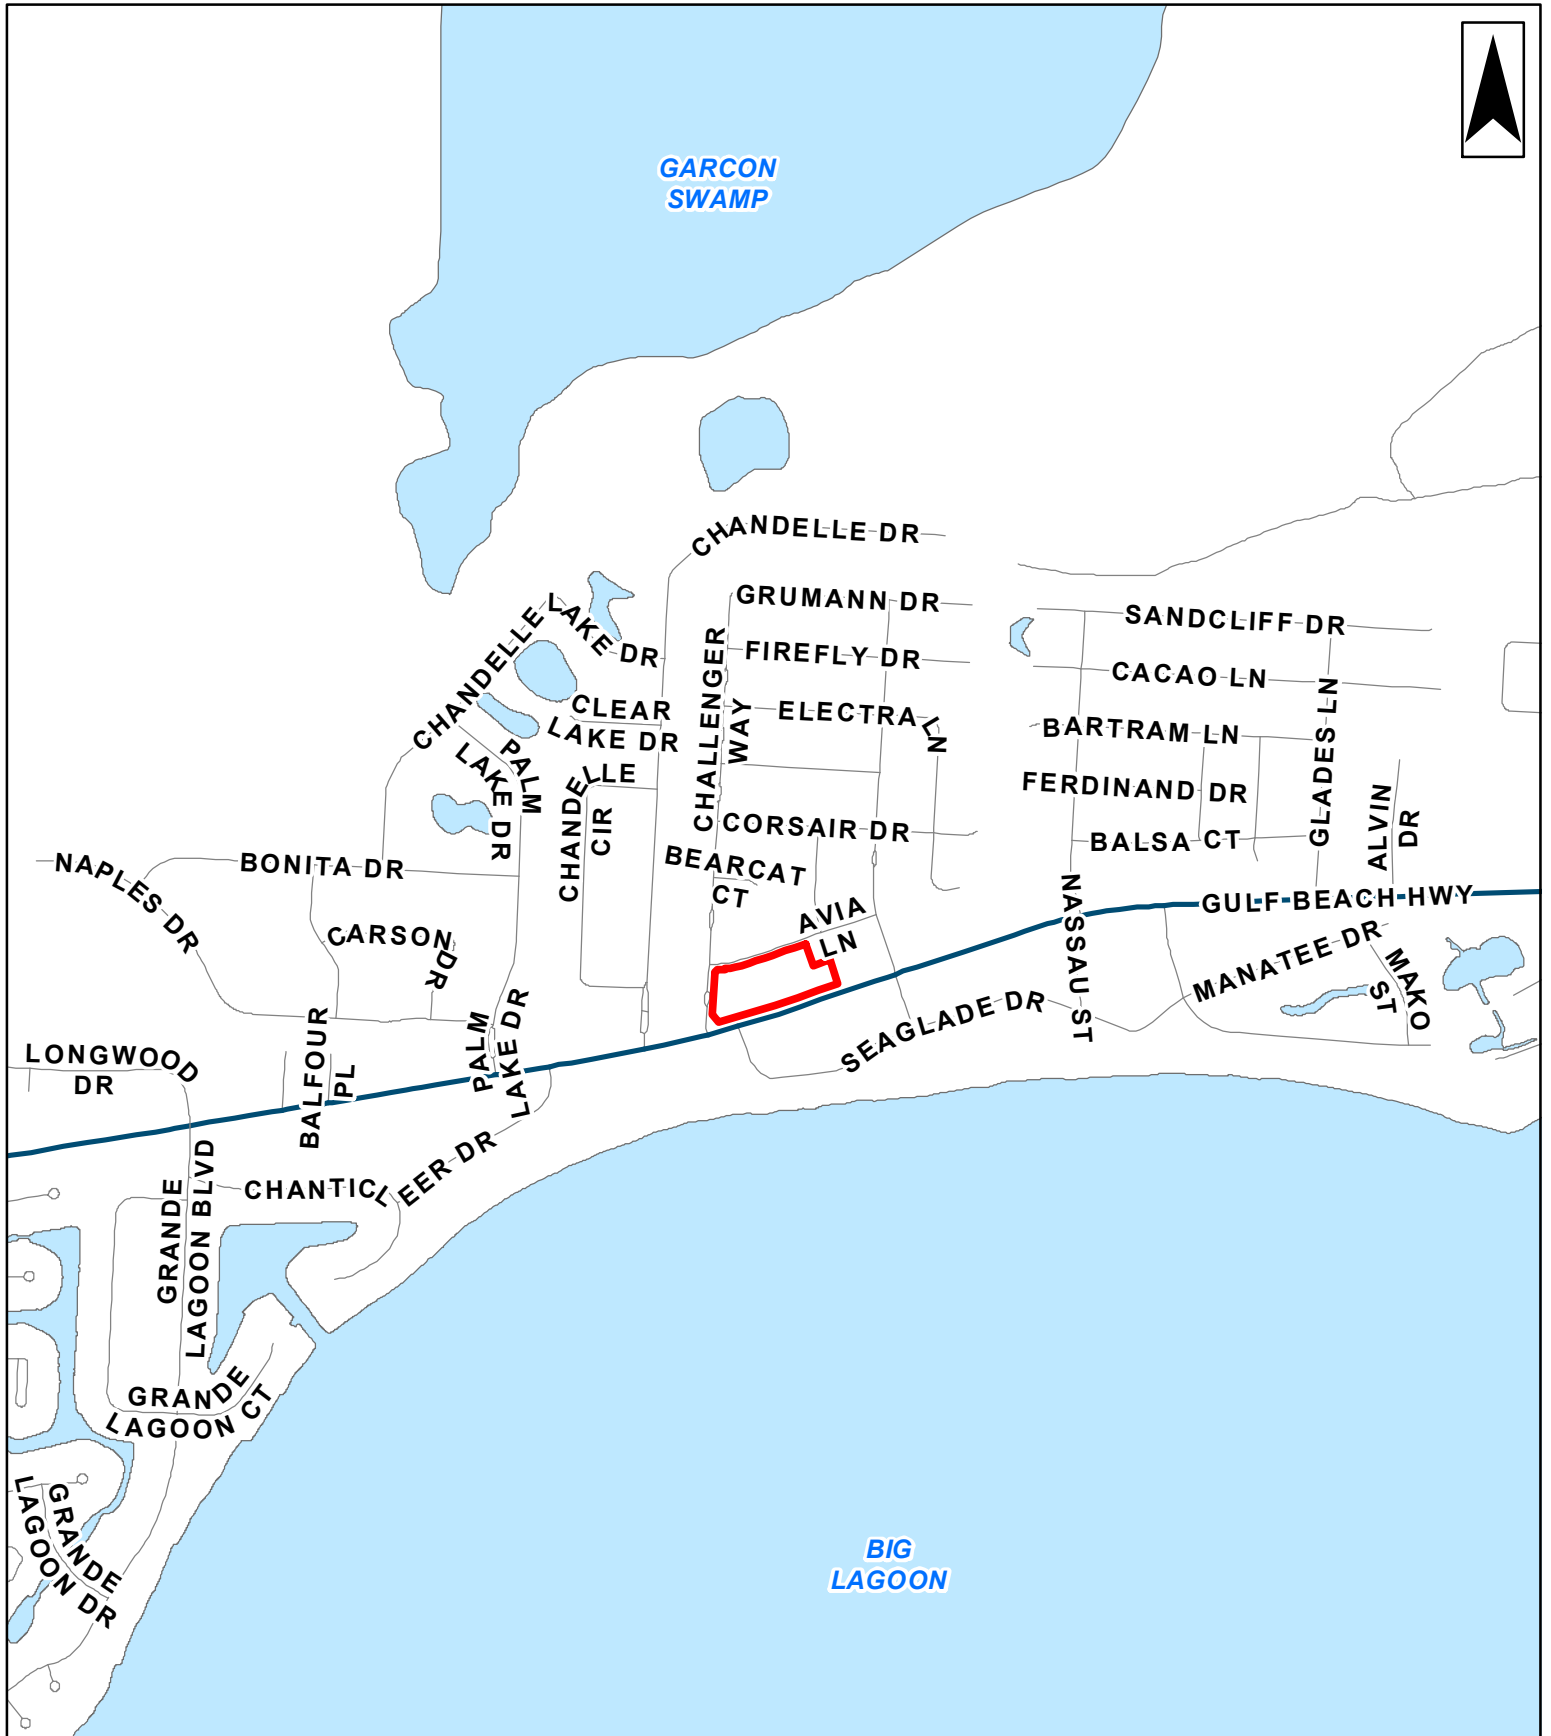 GARCON
SWAMP
CHANDELLE DR
GRUMANN DR
SANDCLIFF DR
CHANDELLE
LAKE DR
FIREFLY DR
CACAO LN
CHALLENGER
WAY
CLEAR
LAKE DR
ELECTRA LN
BARTRAM LN
GLADES LN
PALM
LAKE DR
CHANDELLE
CIR
FERDINAND DR
ALVIN
DR
CORSAIR DR
BALSA CT
NAPLES DR
BONITA DR
BEARCAT
CT
NASSAU ST
GULF BEACH HWY
AVIA
LN
CARSON DR
MANATEE DR
MAKO
ST
SEAGLADE DR
PALM
LAKE DR
BALFOUR
PL
LONGWOOD
DR
CHANTICLEER DR
GRANDE
LAGOON BLVD
GRANDE
LAGOON CT
GRANDE
LAGOON DR
BIG
LAGOON